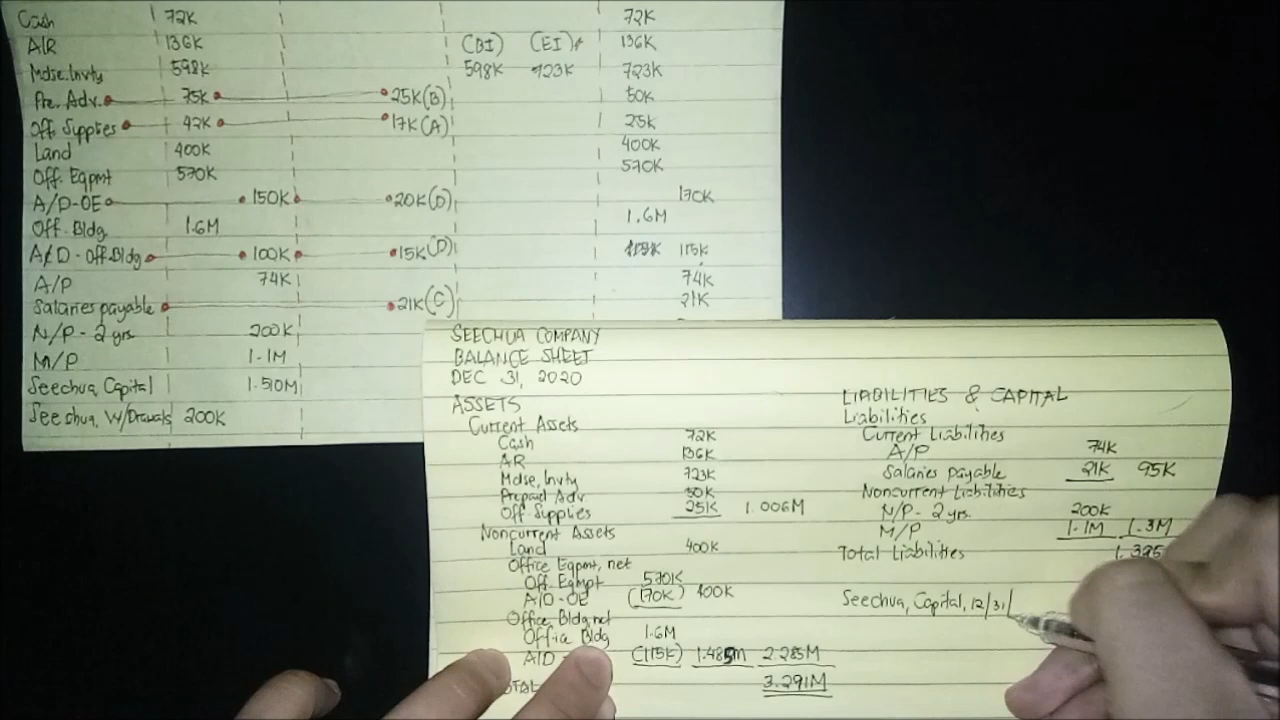 Cash 72K 72K
A/R 136K (BI) (EI) 136K
Mdse. Invty 598K 598K 723K 723K
Pre. Adv. 75K 25K(B) 50K
Off. Supplies 42K 17K(A) 25K
Land 400K 400K
Off. Eqpmt 570K 570K
A/D-OE 150K 20K(D) 170K
Off. Bldg 1.6M 1.6M
A/D - Off. Bldg 100K 15K(D) 115K 115K
A/P 74K 74K
Salaries payable 21K(C) 21K
N/P - 2 yrs. 200K
M/P 1.1M
Seechua, Capital 1.510M
Seechua, W/Drawals 200K
SEECHUA COMPANY
BALANCE SHEET
DEC 31, 2020
ASSETS
Current Assets
Cash 72K
AR 136K
Mdse, Invty 723K
Prepaid Adv 50K
Off. Supplies 25K 1.006M
Noncurrent Assets
Land 400K
Office Eqpmt, net
Off. Eqmpt 570K
A/D-OE (170K) 400K
Office Bldg, net
Office Bldg 1.6M
A/D (115K) 1.485M 2.285M
3.291M
LIABILITIES & CAPITAL
Liabilities
Current Liabilities
A/P 74K
Salaries Payable 21K 95K
Noncurrent Liabilities
N/P - 2 yrs. 200K
M/P 1.1M 1.3M
Total Liabilities 1.395
Seechua, Capital, 12/31/